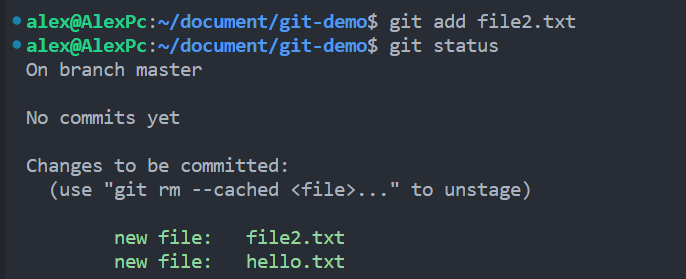 alex@AlexPc:~/document/git-demo$ git add file2.txt
alex@AlexPc:~/document/git-demo$ git status
On branch master
No commits yet
Changes to be committed:
(use "git rm --cached <file>..." to unstage)
new file: file2.txt
new file: hello.txt